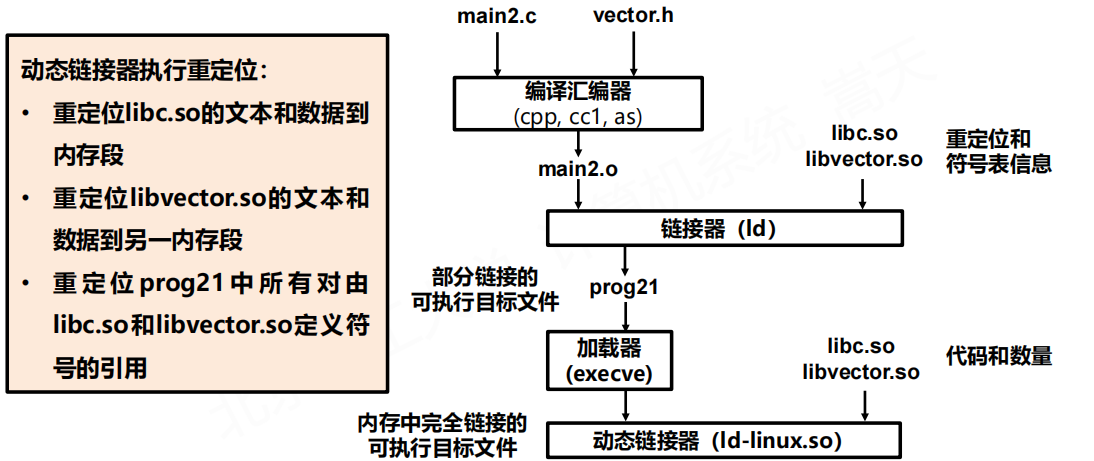 动态链接器执行重定位：
• 重定位libc.so的文本和数据到
内存段
• 重定位libvector.so的文本和
数据到另一内存段
• 重定位prog21中所有对由
libc.so和libvector.so定义符
号的引用
main2.c vector.h
编译汇编器
(cpp, cc1, as)
main2.o
libc.so
libvector.so
重定位和
符号表信息
链接器（ld）
部分链接的
可执行目标文件
prog21
加载器
(execve)
libc.so
libvector.so
代码和数量
内存中完全链接的
可执行目标文件
动态链接器（ld-linux.so）